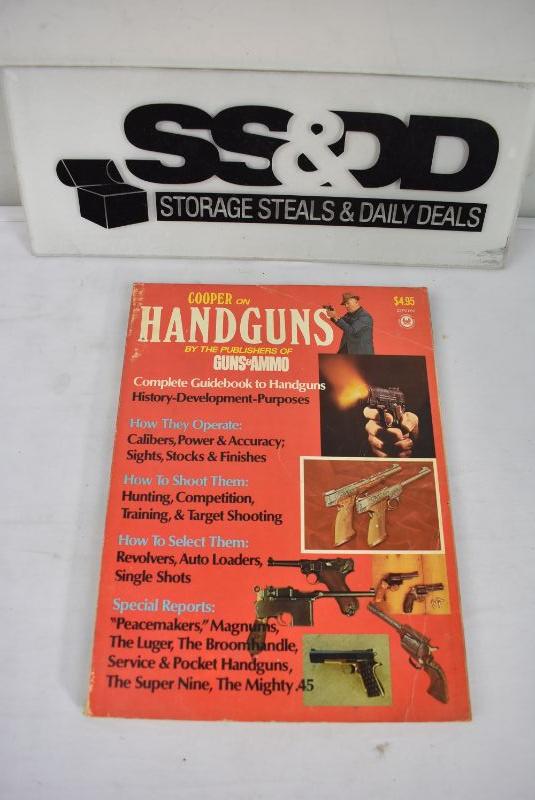 SS&DD
STORAGE STEALS & DAILY DEALS
COOPER ON
$4.95
HANDGUNS
BY THE PUBLISHERS OF
GUNS & AMMO
Complete Guidebook to Handguns
History-Development-Purposes
How They Operate:
Calibers, Power & Accuracy;
Sights, Stocks & Finishes
How To Shoot Them:
Hunting, Competition,
Training, & Target Shooting
How To Select Them:
Revolvers, Auto Loaders,
Single Shots
Special Reports:
"Peacemakers," Magnums,
The Luger, The Broomhandle,
Service & Pocket Handguns,
The Super Nine, The Mighty .45